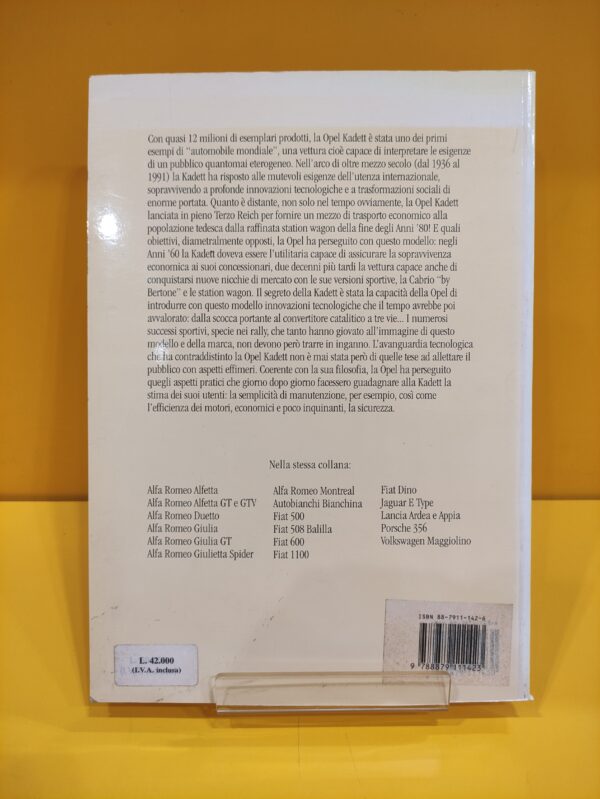 Con quasi 12 milioni di esemplari prodotti, la Opel Kadett è stata uno dei primi
esempi di "automobile mondiale", una vettura cioè capace di interpretare le esigenze
di un pubblico quantomai eterogeneo. Nell'arco di oltre mezzo secolo (dal 1936 al
1991) la Kadett ha risposto alle mutevoli esigenze dell'utenza internazionale,
sopravvivendo a profonde innovazioni tecnologiche e a trasformazioni sociali di
enorme portata. Quanto è distante, non solo nel tempo ovviamente, la Opel Kadett
lanciata in pieno Terzo Reich per fornire un mezzo di trasporto economico alla
popolazione tedesca dalla raffinata station wagon della fine degli Anni '80! E quali
obiettivi, diametralmente opposti, la Opel ha perseguito con questo modello: negli
Anni '60 la Kadett doveva essere l'utilitaria capace di assicurare la sopravvivenza
economica ai suoi concessionari, due decenni più tardi la vettura capace anche di
conquistarsi nuove nicchie di mercato con le sue versioni sportive, la Cabrio "by
Bertone" e le station wagon. Il segreto della Kadett è stata la capacità della Opel di
introdurre con questo modello innovazioni tecnologiche che il tempo avrebbe poi
avvalorato: dalla scocca portante al convertitore catalitico a tre vie... I numerosi
successi sportivi, specie nei rally, che tanto hanno giovato all'immagine di questo
modello e della marca, non devono però trarre in inganno. L'avanguardia tecnologica
che ha contraddistinto la Opel Kadett non è mai stata però di quelle tese ad allettare il
pubblico con aspetti effimeri. Coerente con la sua filosofia, la Opel ha perseguito
quegli aspetti pratici che giorno dopo giorno facessero guadagnare alla Kadett la
stima dei suoi utenti: la semplicità di manutenzione, per esempio, così come
l'efficienza dei motori, economici e poco inquinanti, la sicurezza.
Nella stessa collana:
Alfa Romeo Alfetta
Alfa Romeo Alfetta GT e GTV
Alfa Romeo Duetto
Alfa Romeo Giulia
Alfa Romeo Giulia GT
Alfa Romeo Giulietta Spider
Alfa Romeo Montreal
Autobianchi Bianchina
Fiat 500
Fiat 508 Balilla
Fiat 600
Fiat 1100
Fiat Dino
Jaguar E Type
Lancia Ardea e Appia
Porsche 356
Volkswagen Maggiolino
ISBN 88-7911-142-6
9 788879 111423
L. 42.000
(I.V.A. inclusa)